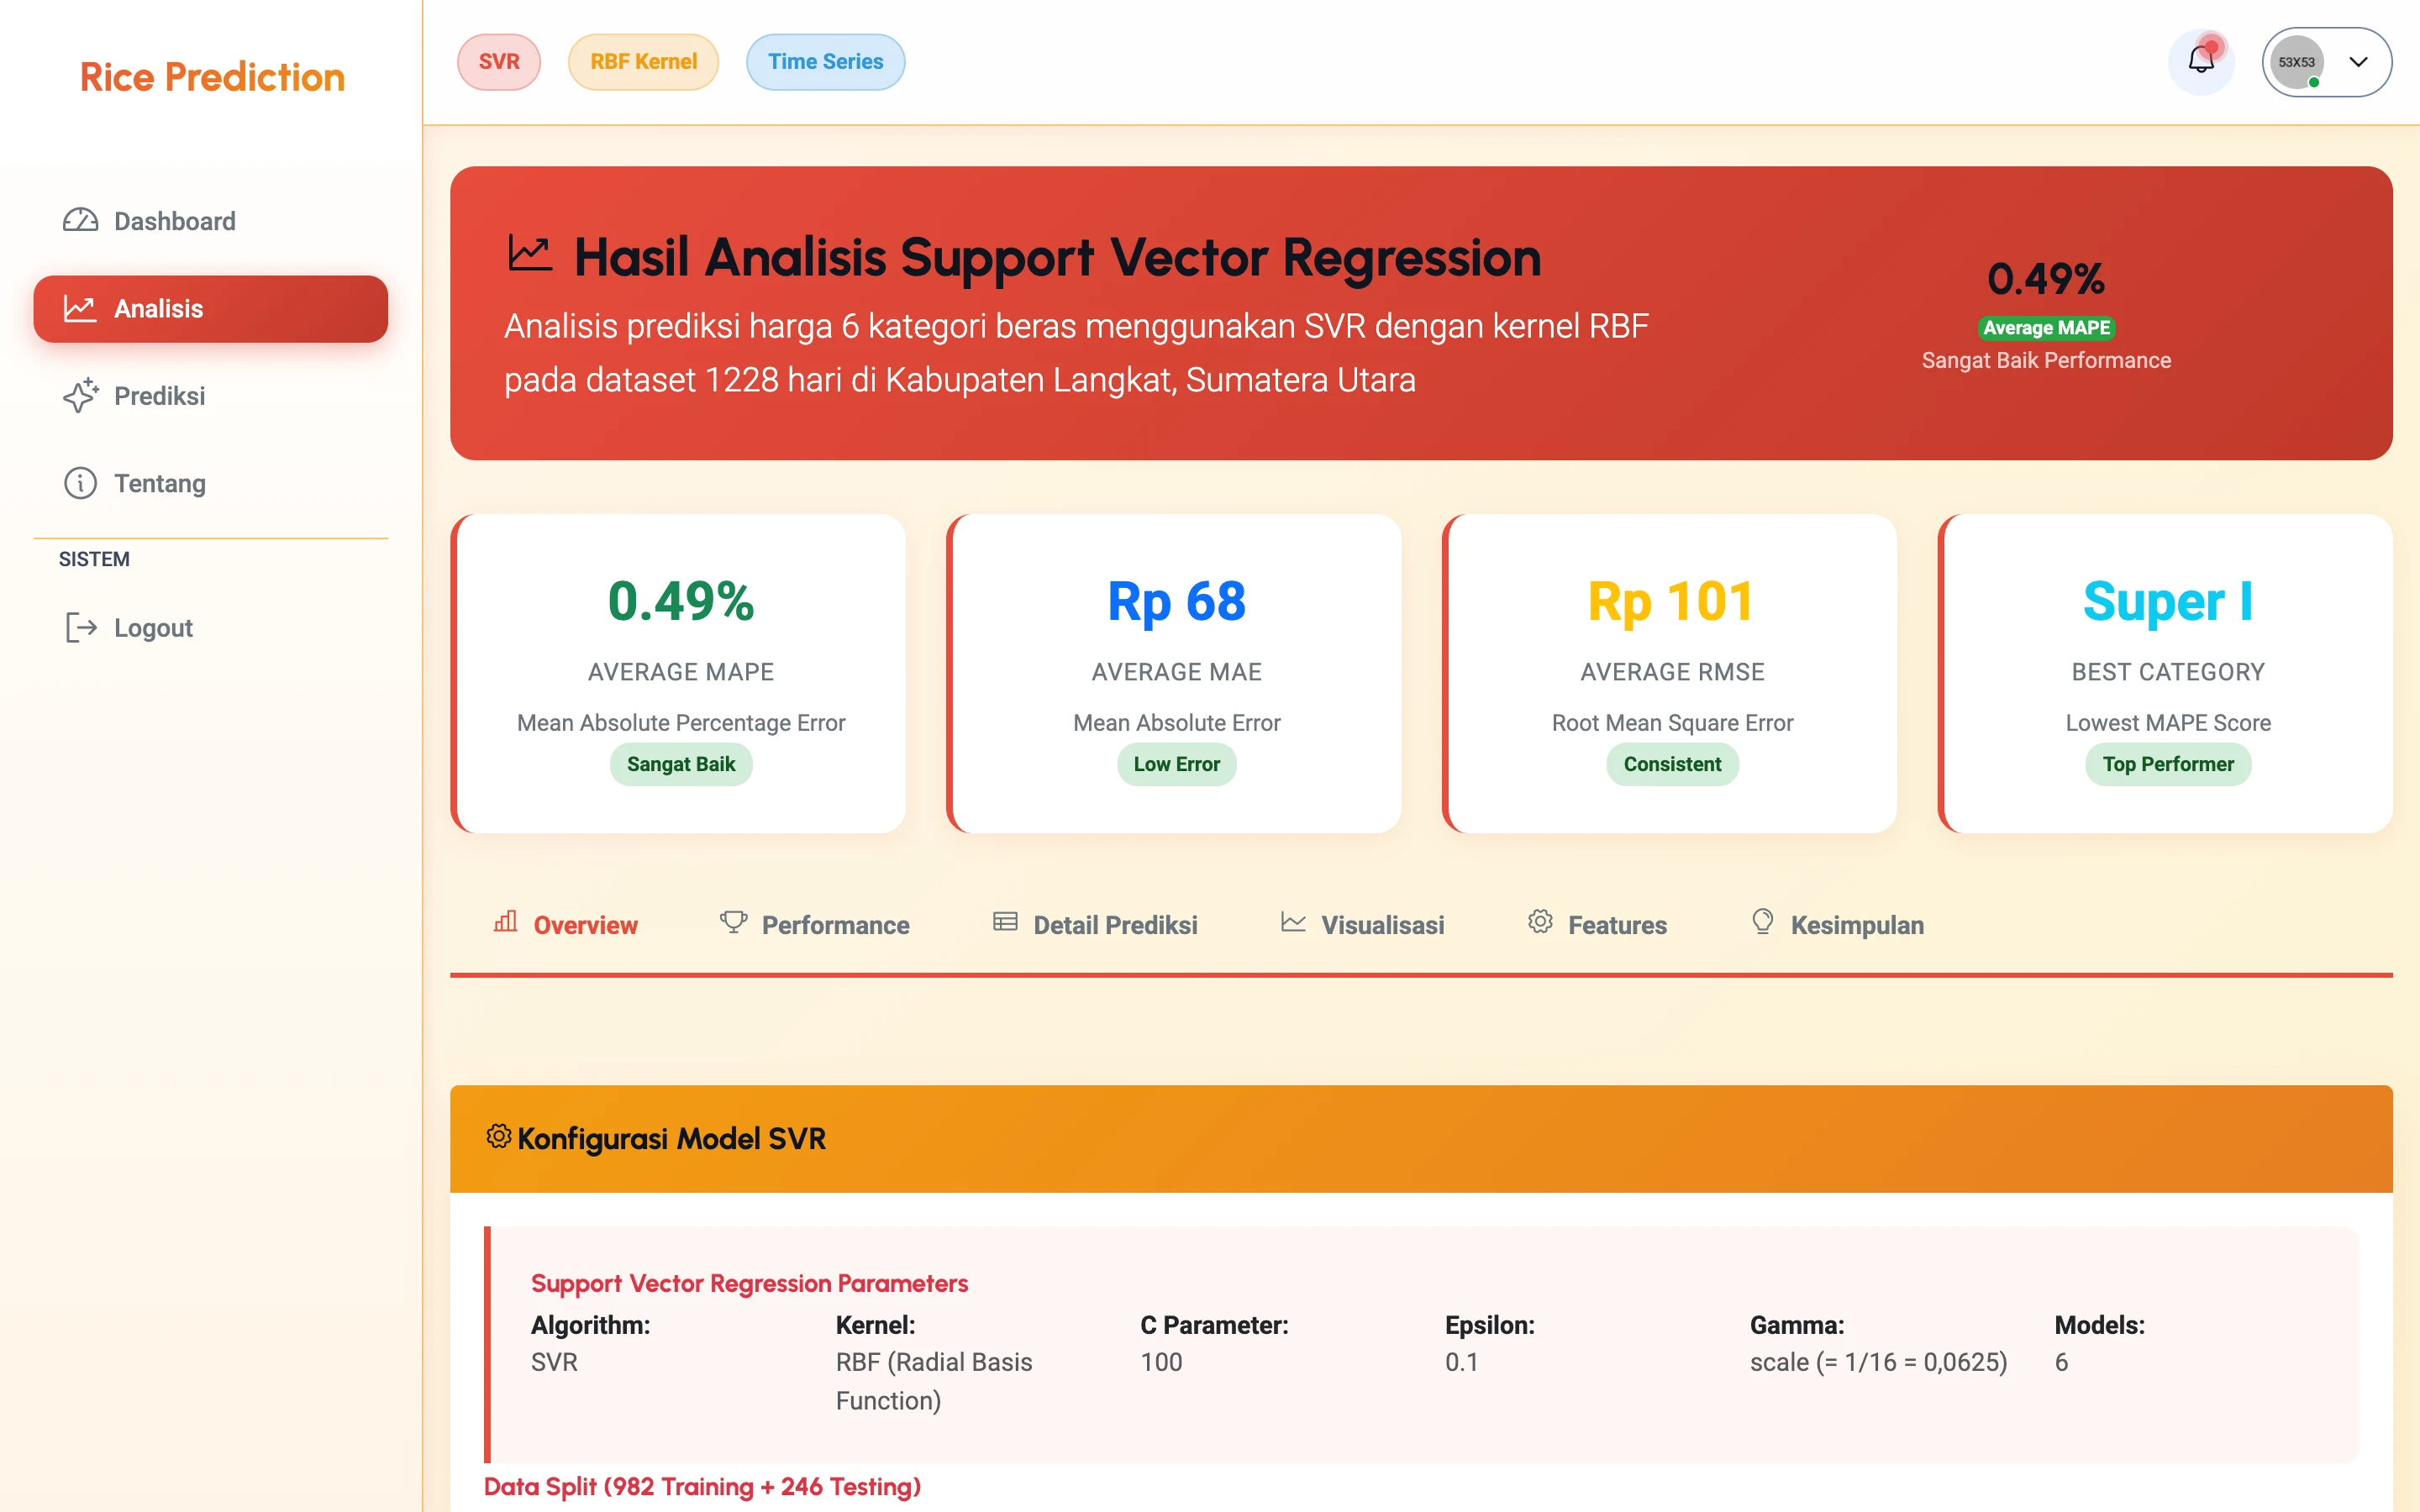 Rice Prediction
Dashboard
Analisis
Prediksi
Tentang
SISTEM
Logout
SVR
RBF Kernel
Time Series
53X53
Hasil Analisis Support Vector Regression
Analisis prediksi harga 6 kategori beras menggunakan SVR dengan kernel RBF
pada dataset 1228 hari di Kabupaten Langkat, Sumatera Utara
0.49%
Average MAPE
Sangat Baik Performance
0.49%
AVERAGE MAPE
Mean Absolute Percentage Error
Sangat Baik
Rp 68
AVERAGE MAE
Mean Absolute Error
Low Error
Rp 101
AVERAGE RMSE
Root Mean Square Error
Consistent
Super I
BEST CATEGORY
Lowest MAPE Score
Top Performer
Overview
Performance
Detail Prediksi
Visualisasi
Features
Kesimpulan
Konfigurasi Model SVR
Support Vector Regression Parameters
Algorithm:
SVR
Kernel:
RBF (Radial Basis
Function)
C Parameter:
100
Epsilon:
0.1
Gamma:
scale (= 1/16 = 0,0625)
Models:
6
Data Split (982 Training + 246 Testing)